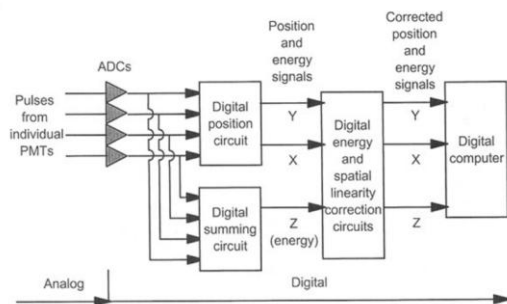 Position
and
energy
signals
Corrected
position
and
energy
signals
ADCs
Pulses
from
individual
PMTs
Digital
position
circuit
Y
X
Digital
summing
circuit
Z
(energy)
Digital
energy
and
spatial
linearity
correction
circuits
Y
X
Z
Digital
computer
Analog
Digital